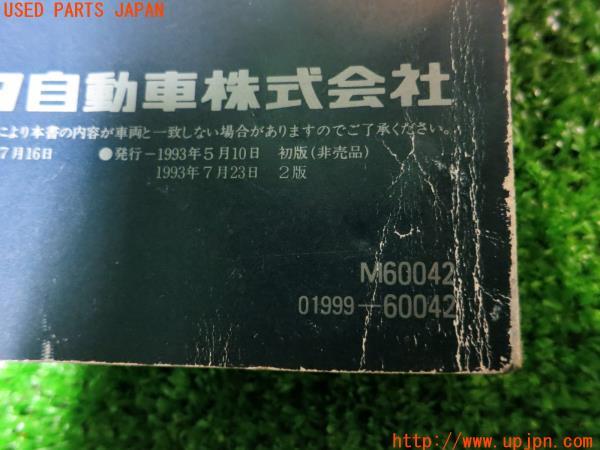 USED PARTS JAPAN
自動車株式会社
により本書の内容が車両と一致しない場合がありますのでご了承ください。
7月16日 ●発行-1993年5月10日 初版(非売品)
1993年7月23日 2版
M60042
01999-60042
http://www.upjpn.com/